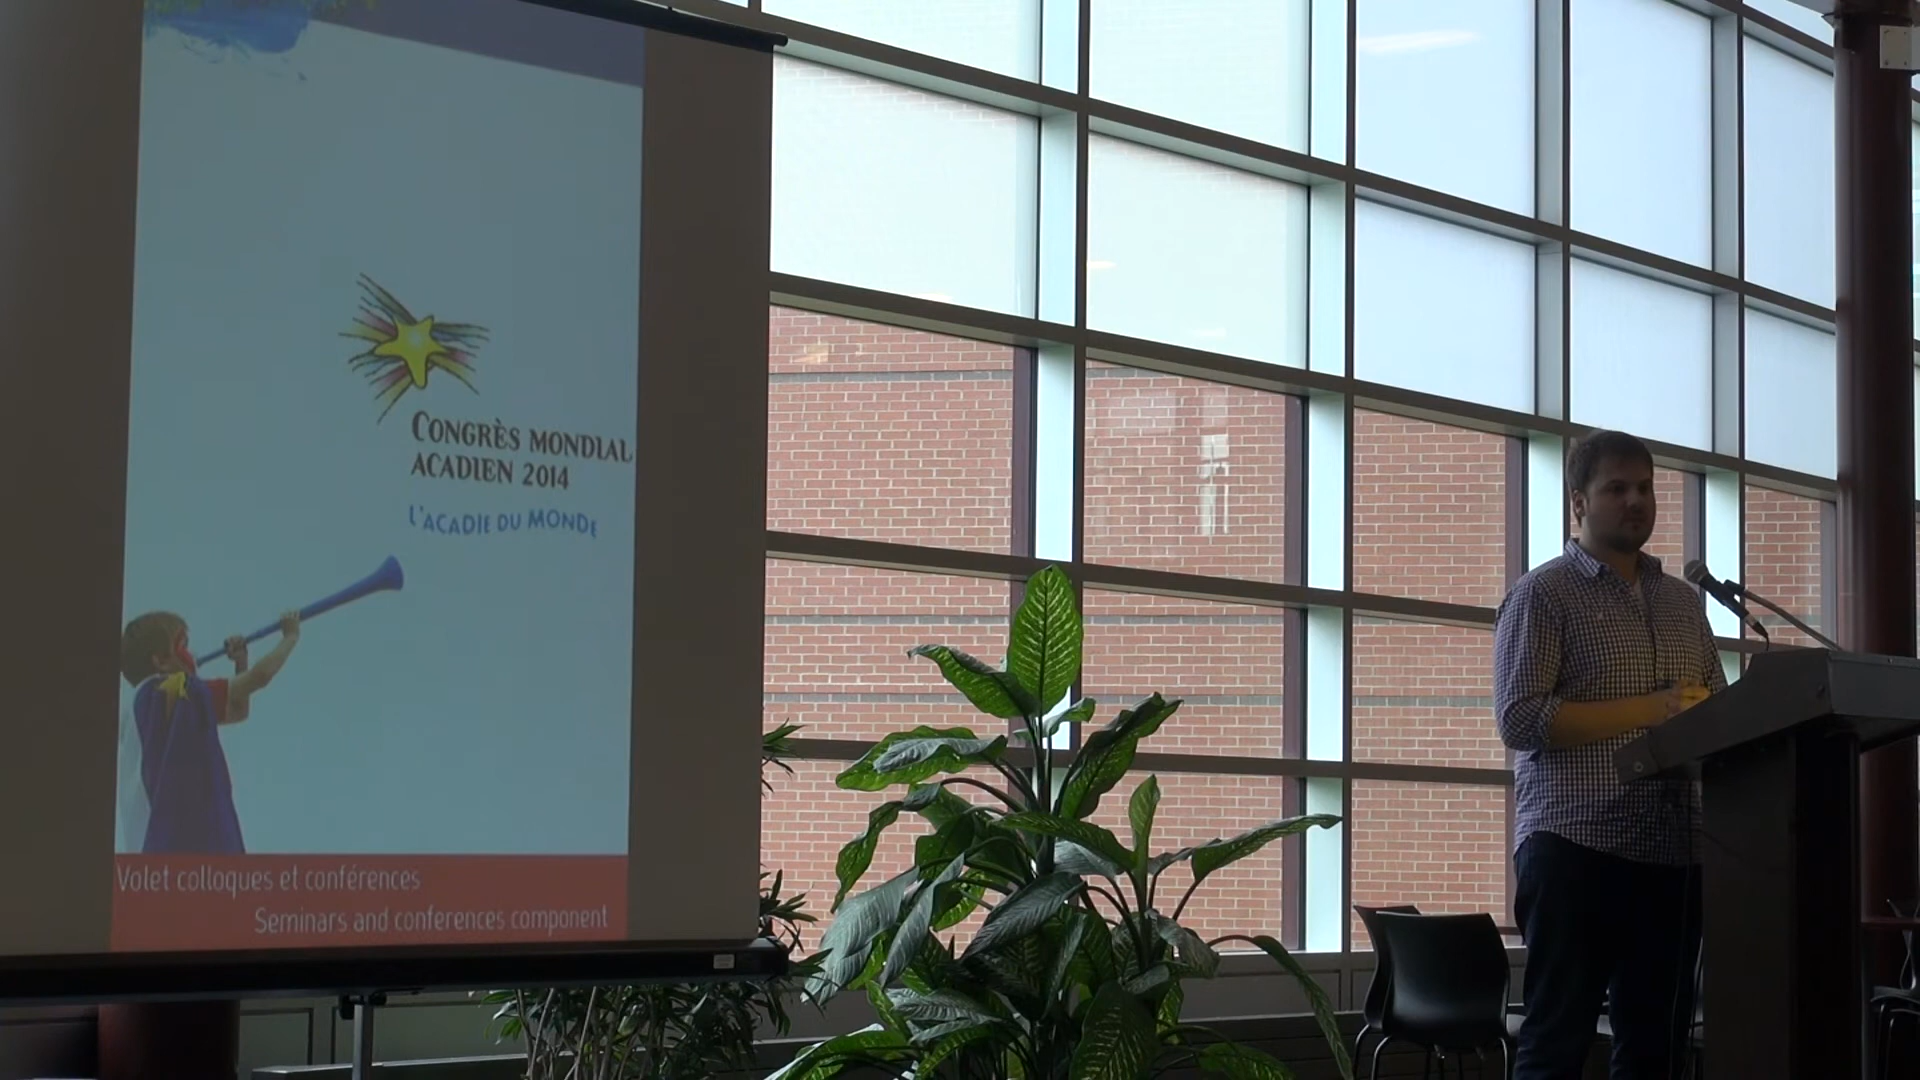 CONGRÈS MONDIAL
ACADIEN 2014
L'ACADIE DU MONDE
Volet colloques et conférences
Seminars and conferences component